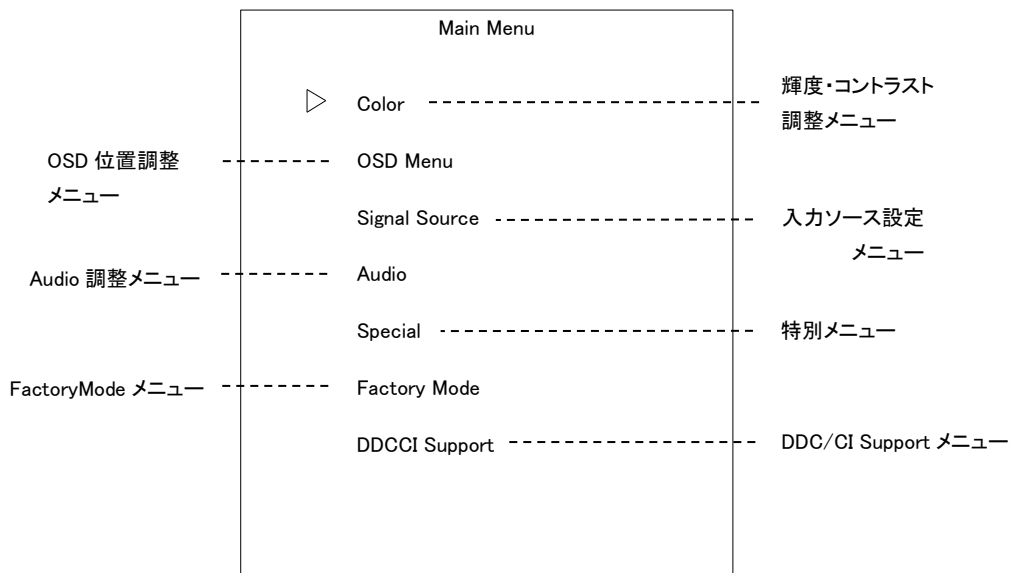 Main Menu
Color
輝度・コントラスト
調整メニュー
OSD 位置調整
メニュー
OSD Menu
Signal Source
入力ソース設定
メニュー
Audio 調整メニュー
Audio
Special
特別メニュー
FactoryMode メニュー
Factory Mode
DDCCI Support
DDC/CI Support メニュー